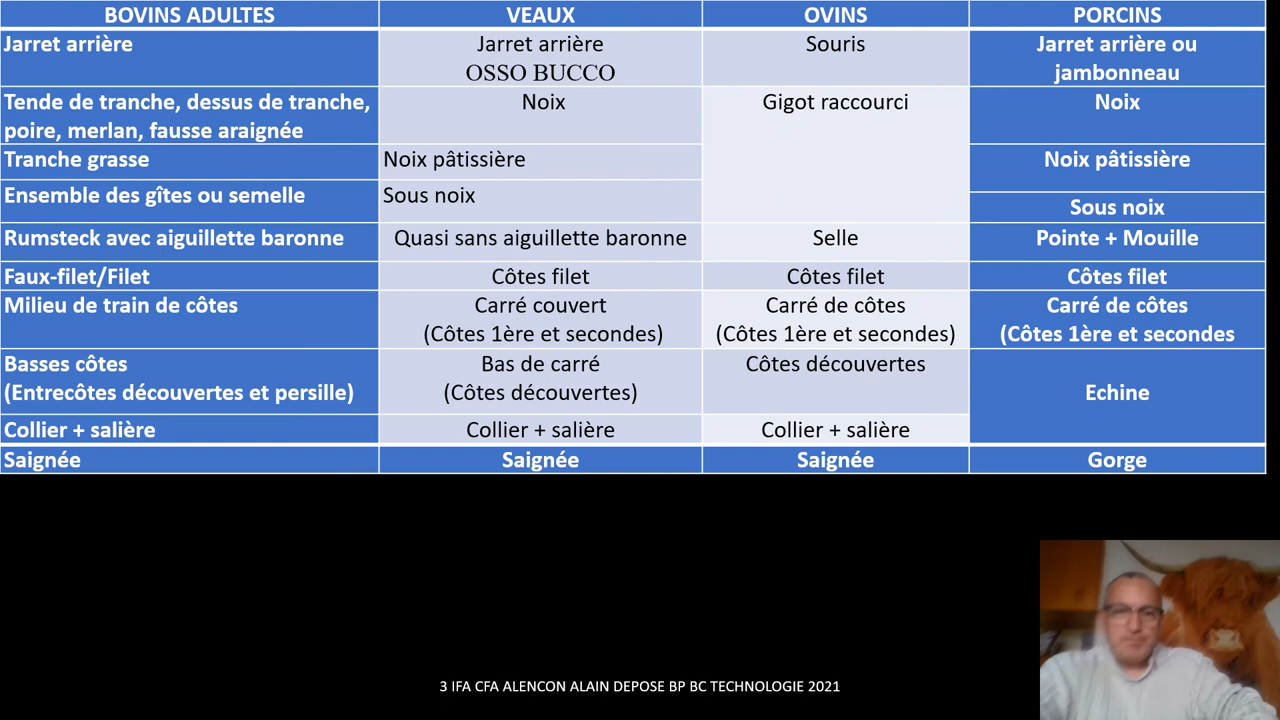 BOVINS ADULTES VEAUX OVINS PORCINS
Jarret arrière Jarret arrière Souris Jarret arrière ou
OSSO BUCCO jambonneau
Tende de tranche, dessus de tranche, Noix Gigot raccourci Noix
poire, merlan, fausse araignée
Tranche grasse Noix pâtissière Noix pâtissière
Ensemble des gîtes ou semelle Sous noix Sous noix
Rumsteck avec aiguillette baronne Quasi sans aiguillette baronne Selle Pointe + Mouille
Faux-filet/Filet Côtes filet Côtes filet Côtes filet
Milieu de train de côtes Carré couvert Carré de côtes Carré de côtes
(Côtes 1ère et secondes) (Côtes 1ère et secondes) (Côtes 1ère et secondes
Basses côtes Bas de carré Côtes découvertes
(Entrecôtes découvertes et persille) (Côtes découvertes) Echine
Collier + salière Collier + salière Collier + salière
Saignée Saignée Saignée Gorge
3 IFA CFA ALENCON ALAIN DEPOSE BP BC TECHNOLOGIE 2021